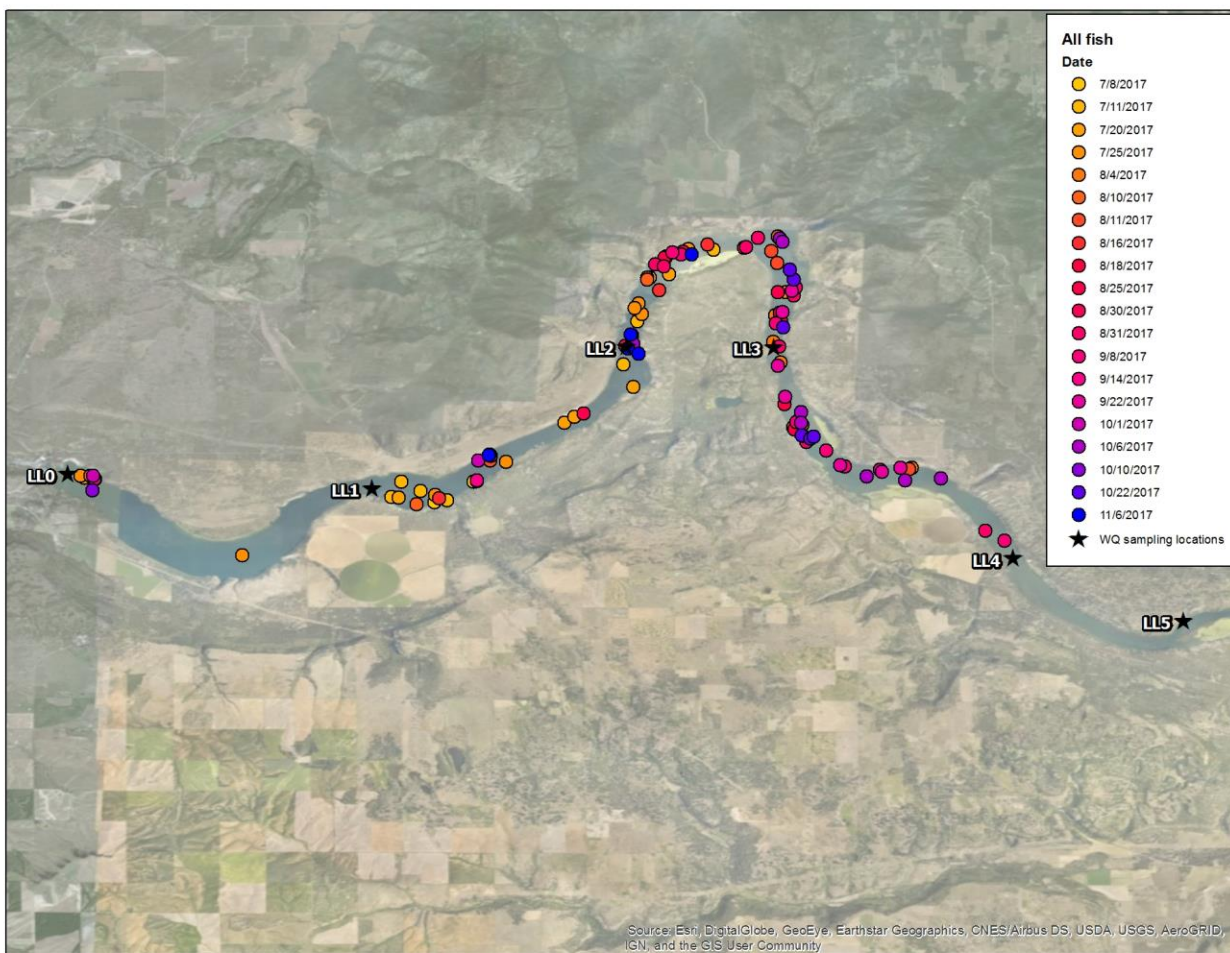 All fish
Date
7/8/2017
7/11/2017
7/20/2017
7/25/2017
8/4/2017
8/10/2017
8/11/2017
8/16/2017
8/18/2017
8/25/2017
8/30/2017
8/31/2017
9/8/2017
9/14/2017
9/22/2017
10/1/2017
10/6/2017
10/10/2017
10/22/2017
11/6/2017
WQ sampling locations
LL2
LL3
LL0
LL1
LL4
LL5
Source: Esri, DigitalGlobe, GeoEye, Earthstar Geographics, CNES/Airbus DS, USDA, USGS, AeroGRID,
IGN, and the GIS User Community